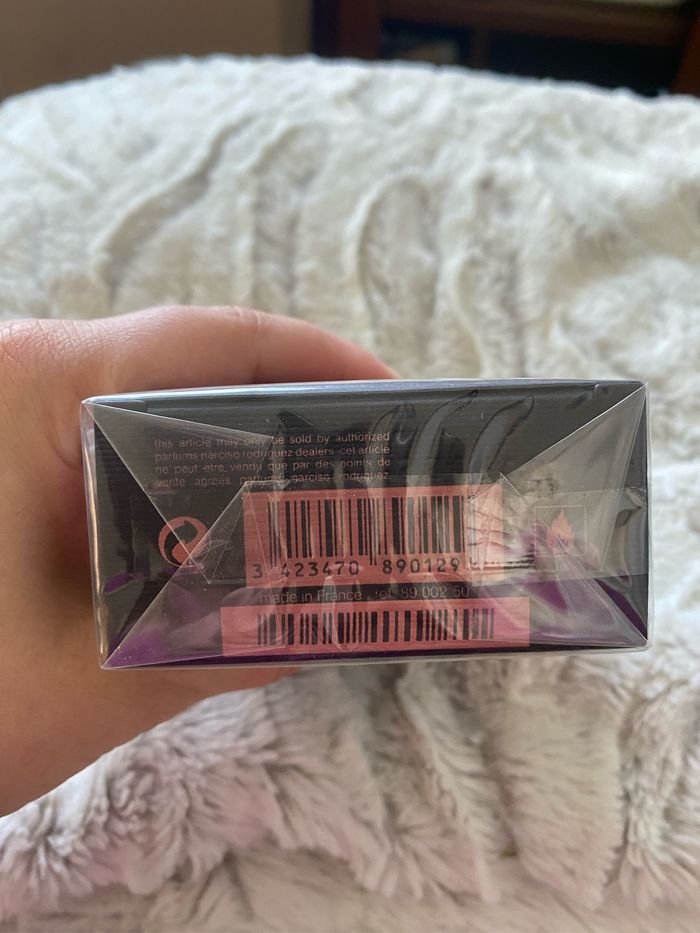 this article may only be sold by authorized
parfums narciso rodriguez dealers .cet article
ne peut être vendu que par des points de
vente agréés parfums narciso rodriguez
3 423470 890129
made in France . réf. 89 002 50